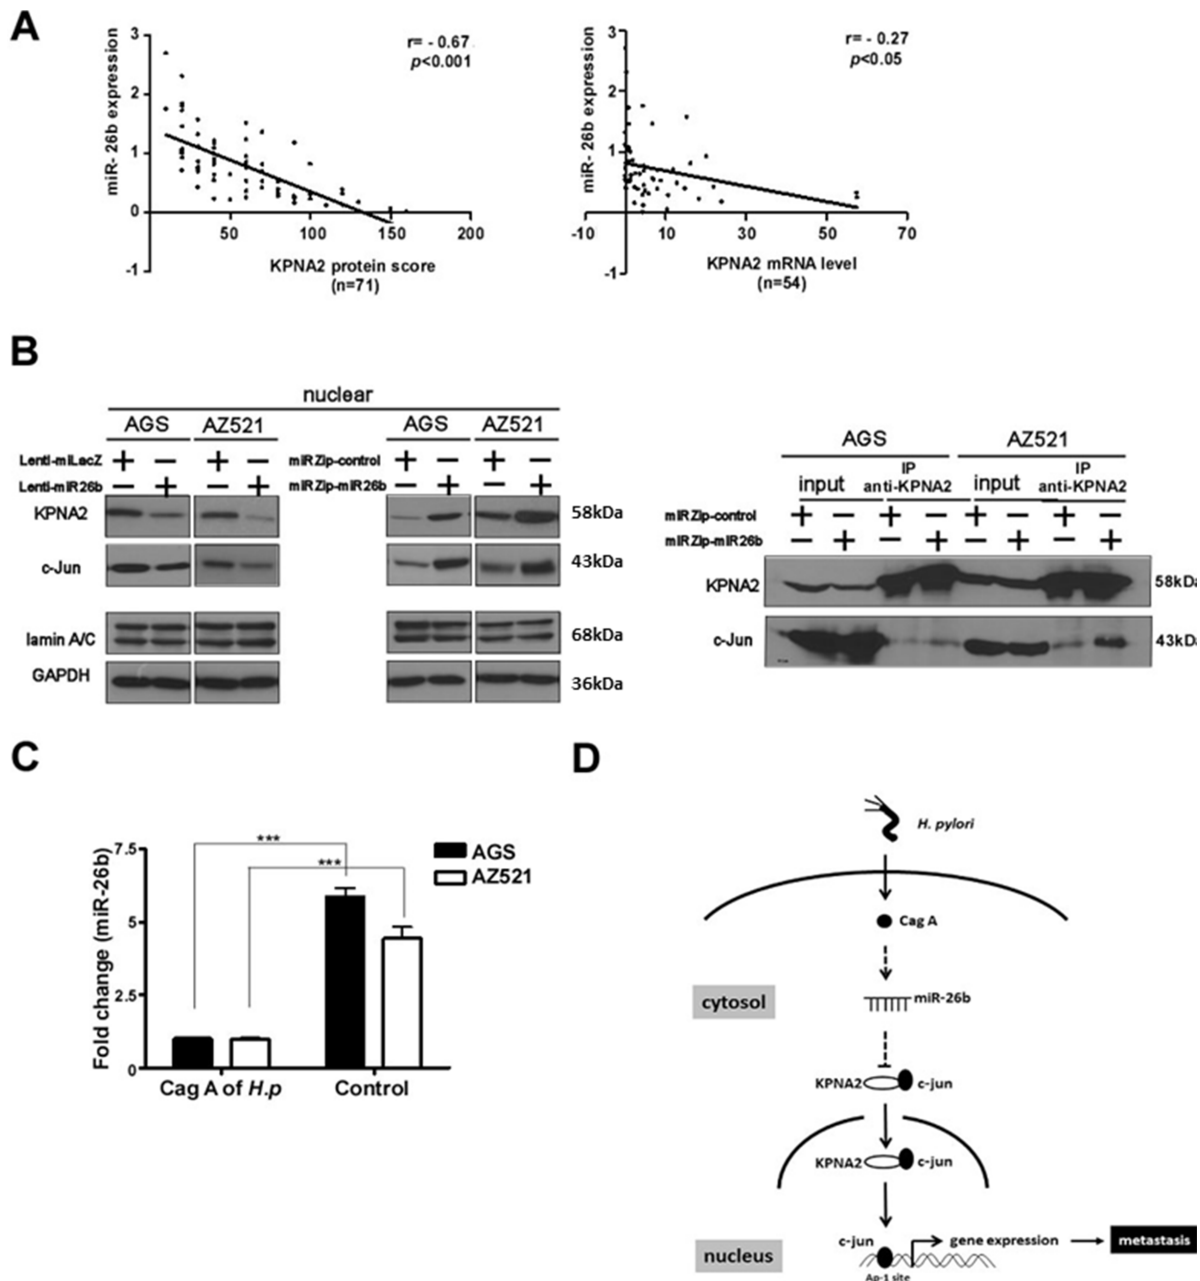 A
miR-26b expression
3
2
1
0
-1
50
100
150
200
r= - 0.67
p<0.001
KPNA2 protein score
(n=71)
miR-26b expression
3
2
1
0
-1
-10
10
30
50
70
r= - 0.27
p<0.05
KPNA2 mRNA level
(n=54)
B
nuclear
AGS
AZ521
AGS
AZ521
Lenti-miLacZ + − + −
miRZip-control + − + −
Lenti-miR26b − + − +
miRZip-miR26b − + − +
KPNA2
58kDa
c-Jun
43kDa
lamin A/C
68kDa
GAPDH
36kDa
AGS
AZ521
input
IP
anti-KPNA2
input
IP
anti-KPNA2
miRZip-control + − + − + − + −
miRZip-miR26b − + − + − + − +
KPNA2
58kDa
c-Jun
43kDa
C
Fold change (miR-26b)
7.5
5
2.5
0
***
***
AGS
AZ521
Cag A of H.p
Control
D
H. pylori
Cag A
cytosol
miR-26b
KPNA2
c-jun
KPNA2
c-jun
nucleus
c-jun
gene expression
metastasis
Ap-1 site